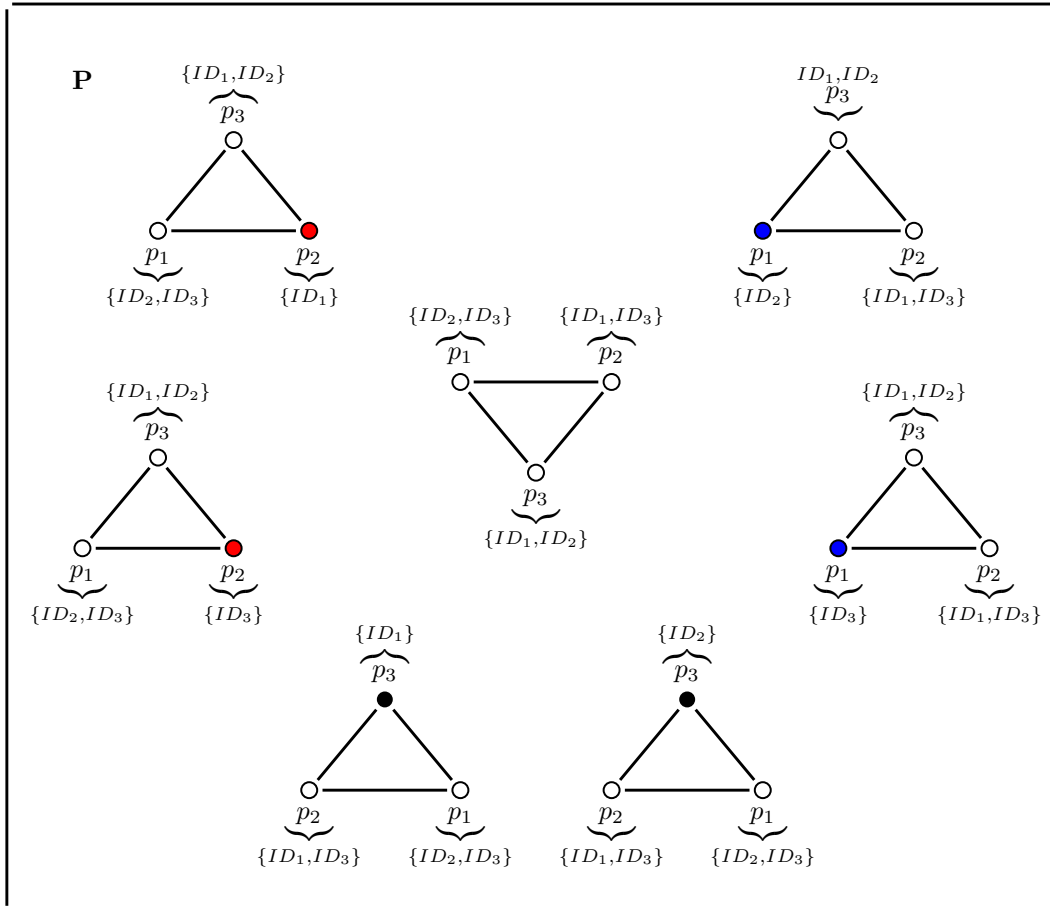 P
{ID₁,ID₂}
p₃
p₁
{ID₂,ID₃}
p₂
{ID₁}
ID₁,ID₂
p₃
p₁
{ID₂}
p₂
{ID₁,ID₃}
{ID₂,ID₃}
p₁
{ID₁,ID₃}
p₂
p₃
{ID₁,ID₂}
{ID₁,ID₂}
p₃
p₁
{ID₂,ID₃}
p₂
{ID₃}
{ID₁,ID₂}
p₃
p₁
{ID₃}
p₂
{ID₁,ID₃}
{ID₁}
p₃
p₂
{ID₁,ID₃}
p₁
{ID₂,ID₃}
{ID₂}
p₃
p₂
{ID₁,ID₃}
p₁
{ID₂,ID₃}